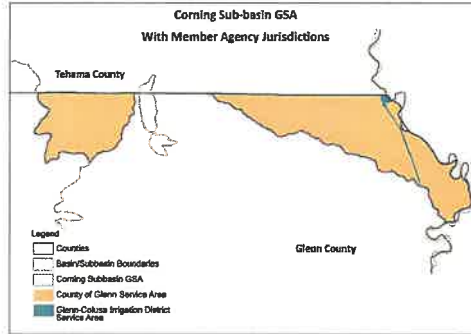 Corning Sub-basin GSA
With Member Agency Jurisdictions
Tehama County
Glenn County
Legend
Counties
Basin/Subbasin Boundaries
Corning Subbasin GSA
County of Glenn Service Area
Glenn-Colusa Irrigation District
Service Area